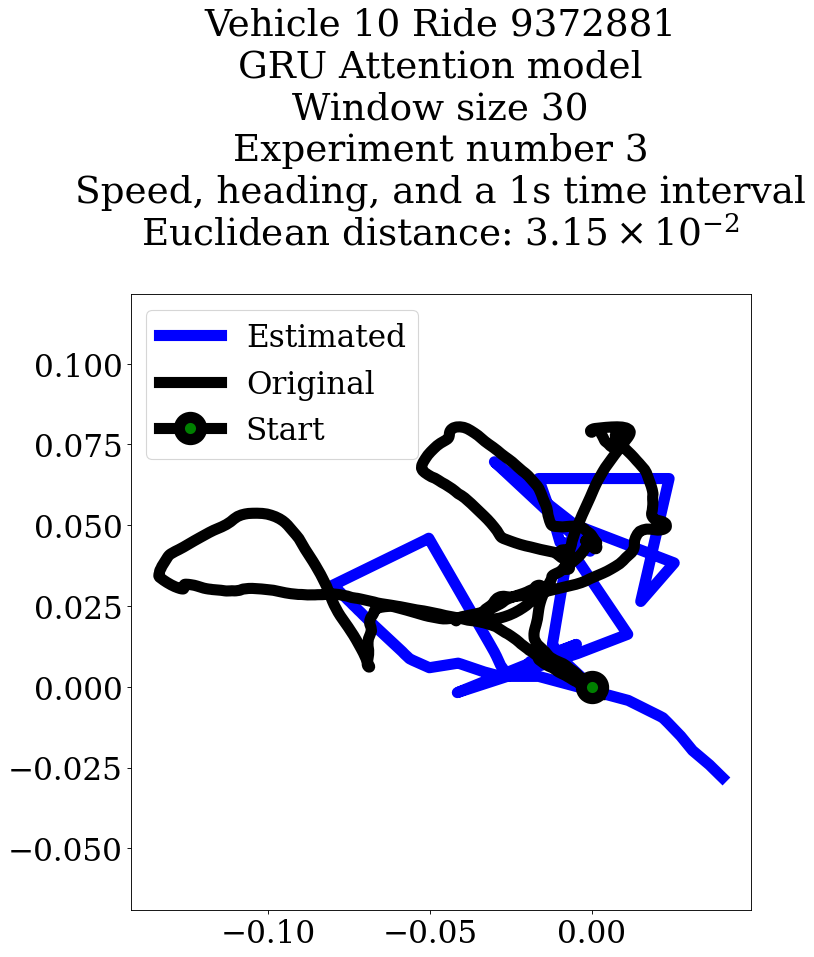 Vehicle 10 Ride 9372881
GRU Attention model
Window size 30
Experiment number 3
Speed, heading, and a 1s time interval
Euclidean distance: 3.15 × 10⁻²
Estimated
Original
Start
0.100
0.075
0.050
0.025
0.000
−0.025
−0.050
−0.10 −0.05 0.00